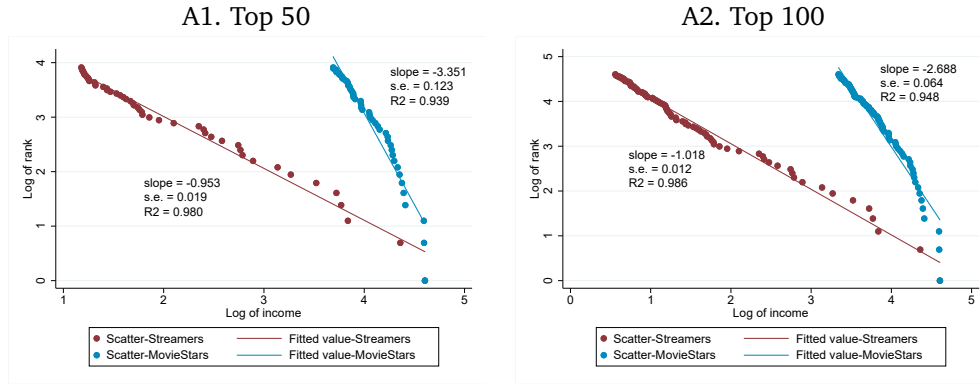 A1. Top 50
Log of rank
4
3
2
1
0
slope = -3.351
s.e. = 0.123
R2 = 0.939
slope = -0.953
s.e. = 0.019
R2 = 0.980
1 2 3 4 5
Log of income
Scatter-Streamers Fitted value-Streamers
Scatter-MovieStars Fitted value-MovieStars
A2. Top 100
Log of rank
5
4
3
2
1
0
slope = -2.688
s.e. = 0.064
R2 = 0.948
slope = -1.018
s.e. = 0.012
R2 = 0.986
0 1 2 3 4 5
Log of income
Scatter-Streamers Fitted value-Streamers
Scatter-MovieStars Fitted value-MovieStars